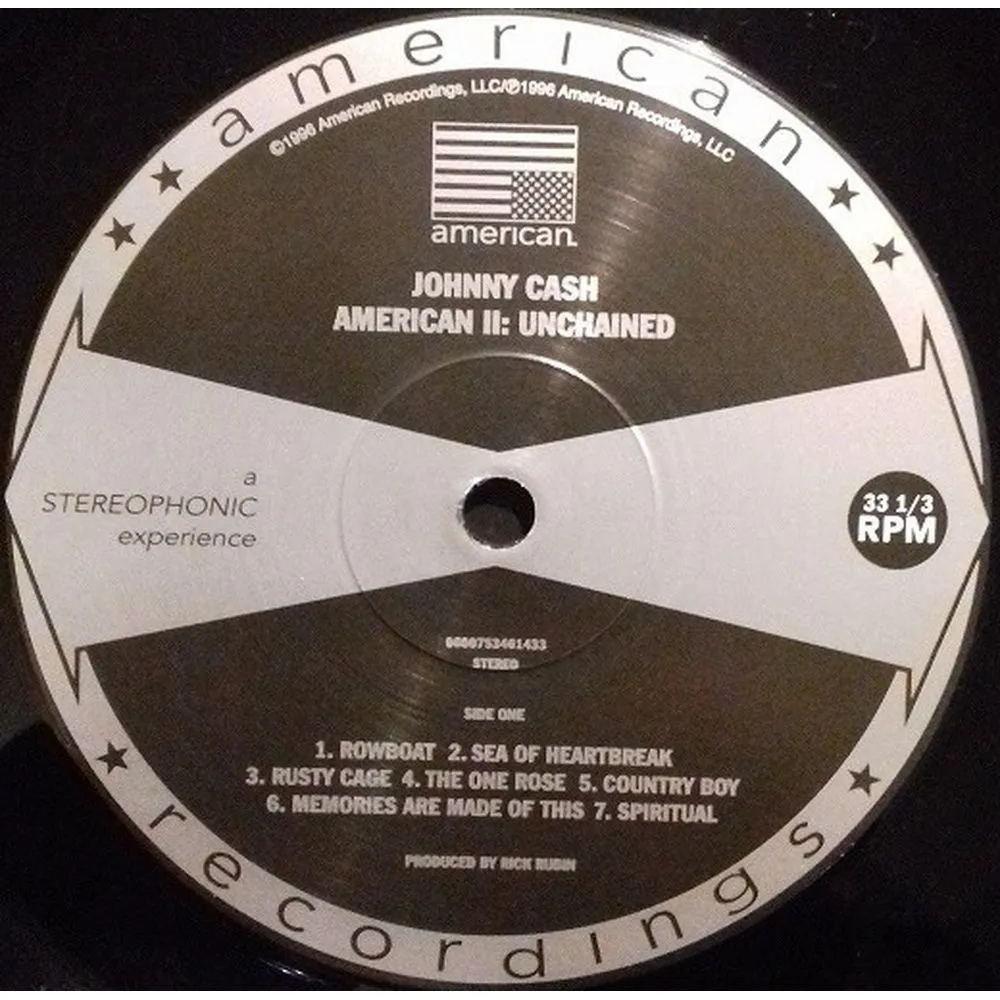 american
©1996 American Recordings, LLC/℗1996 American Recordings, LLC
american
JOHNNY CASH
AMERICAN II: UNCHAINED
a
STEREOPHONIC
experience
33 1/3
RPM
STEREO
SIDE ONE
1. ROWBOAT 2. SEA OF HEARTBREAK
3. RUSTY CAGE 4. THE ONE ROSE 5. COUNTRY BOY
6. MEMORIES ARE MADE OF THIS 7. SPIRITUAL
PRODUCED BY RICK RUBIN
recordings